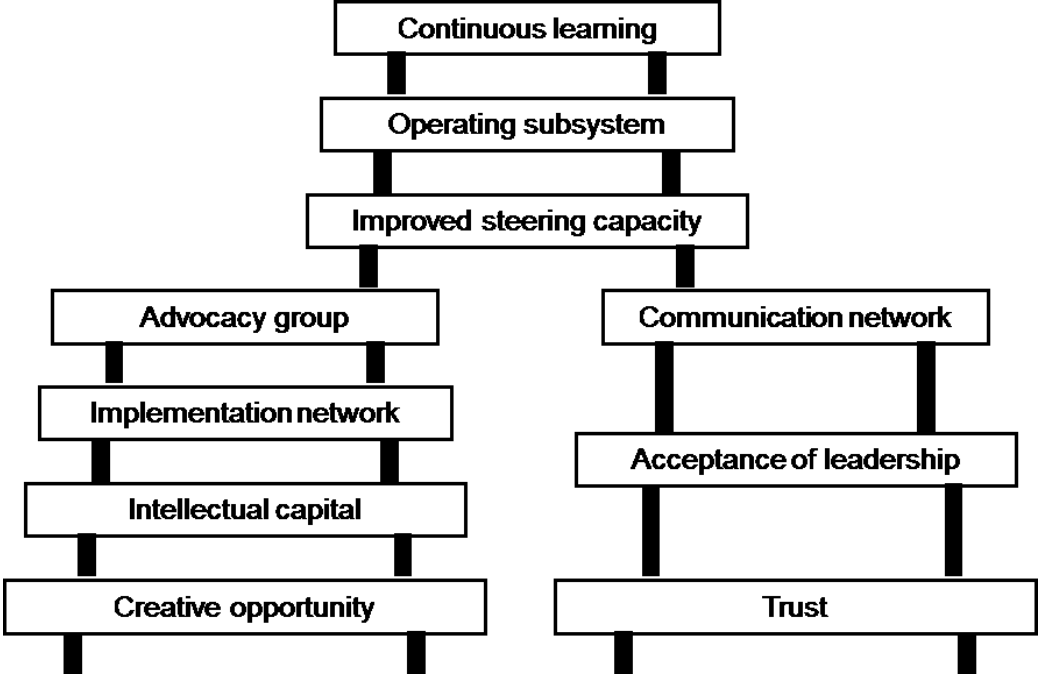 Continuous learning
Operating subsystem
Improved steering capacity
Advocacy group
Communication network
Implementation network
Acceptance of leadership
Intellectual capital
Creative opportunity
Trust